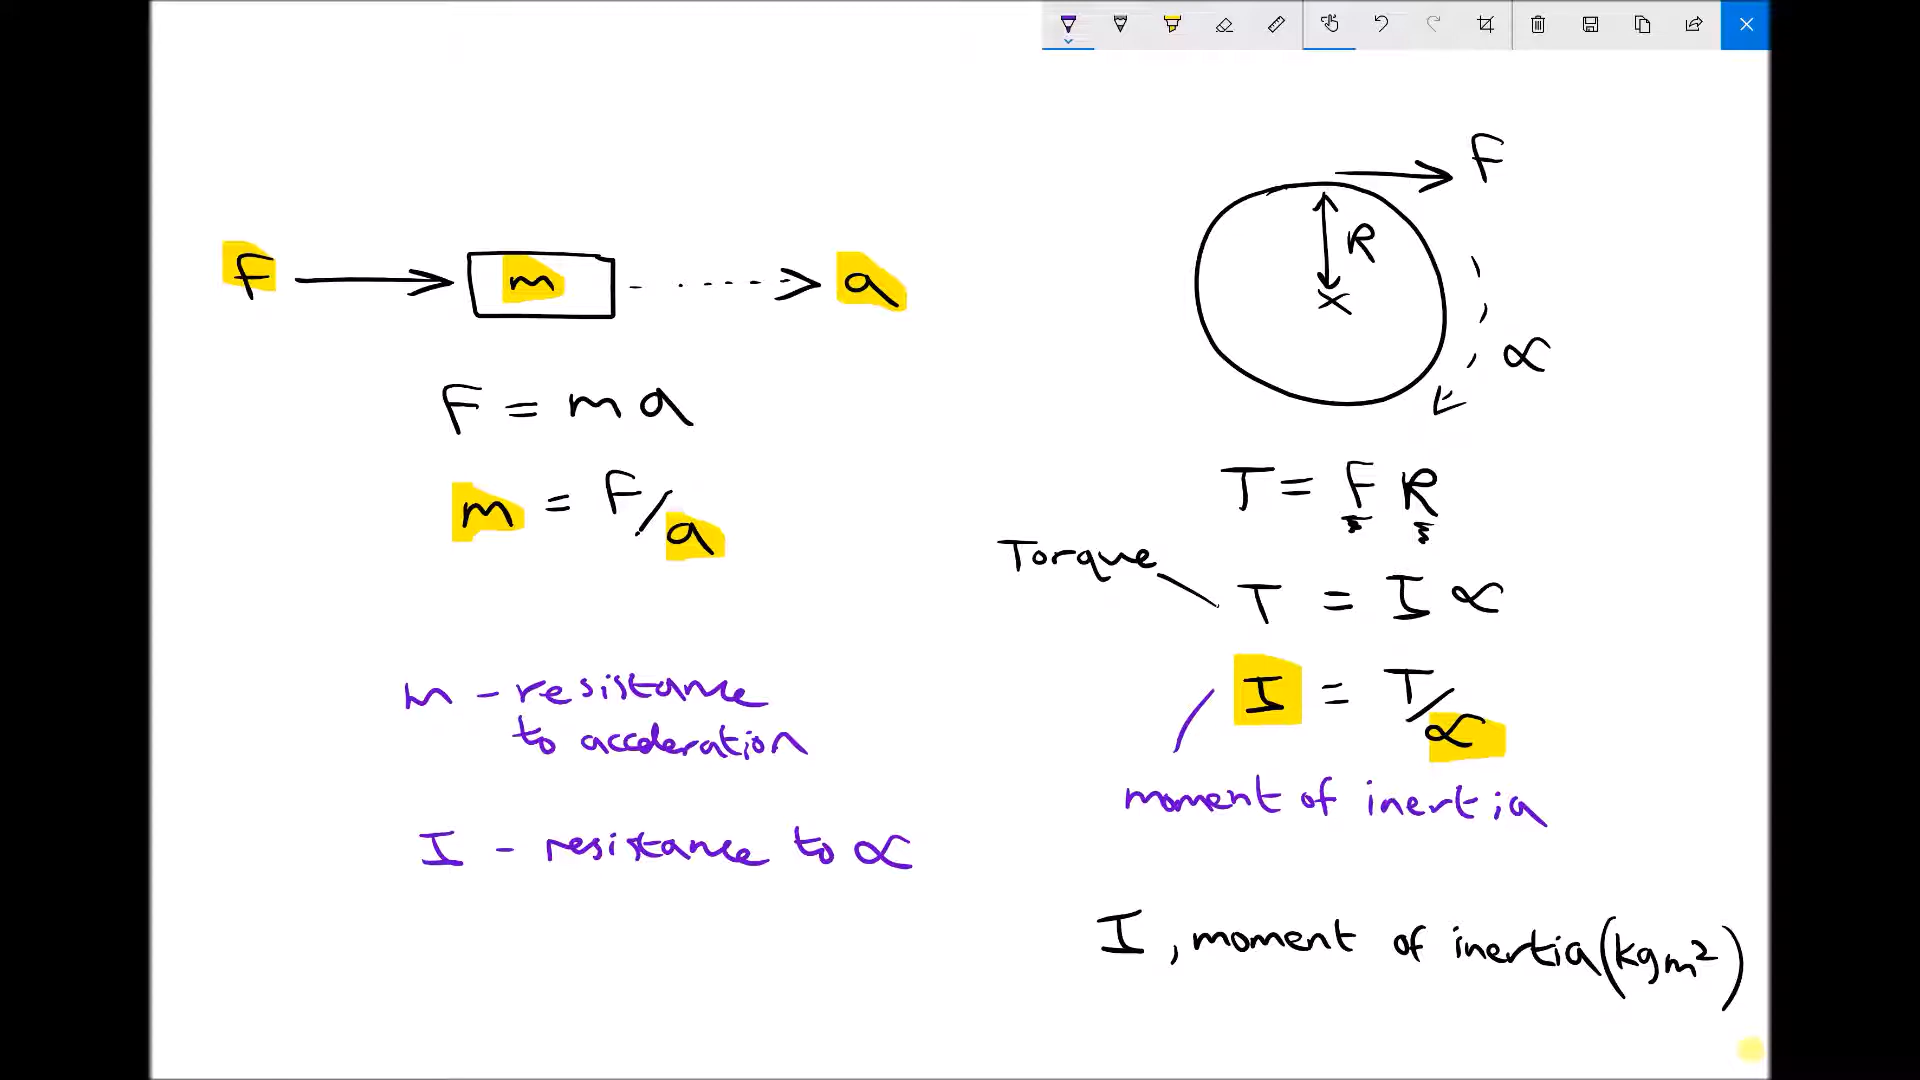 F m a
F = ma
m = F/a
m - resistance
to acceleration
I - resistance to α
F
R
α
T = F R
Torque
T = I α
I = T/α
moment of inertia
I, moment of inertia (kgm²)